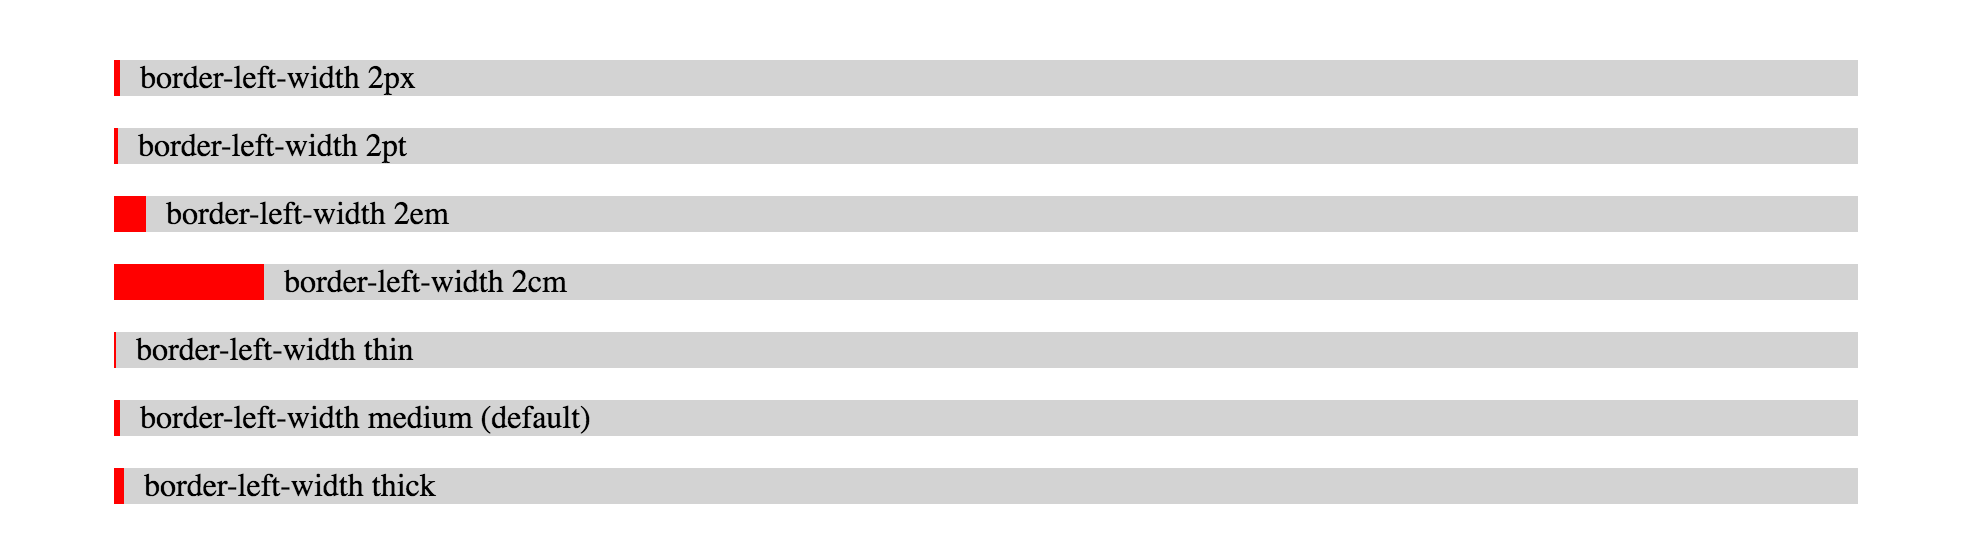 border-left-width 2px
border-left-width 2pt
border-left-width 2em
border-left-width 2cm
border-left-width thin
border-left-width medium (default)
border-left-width thick